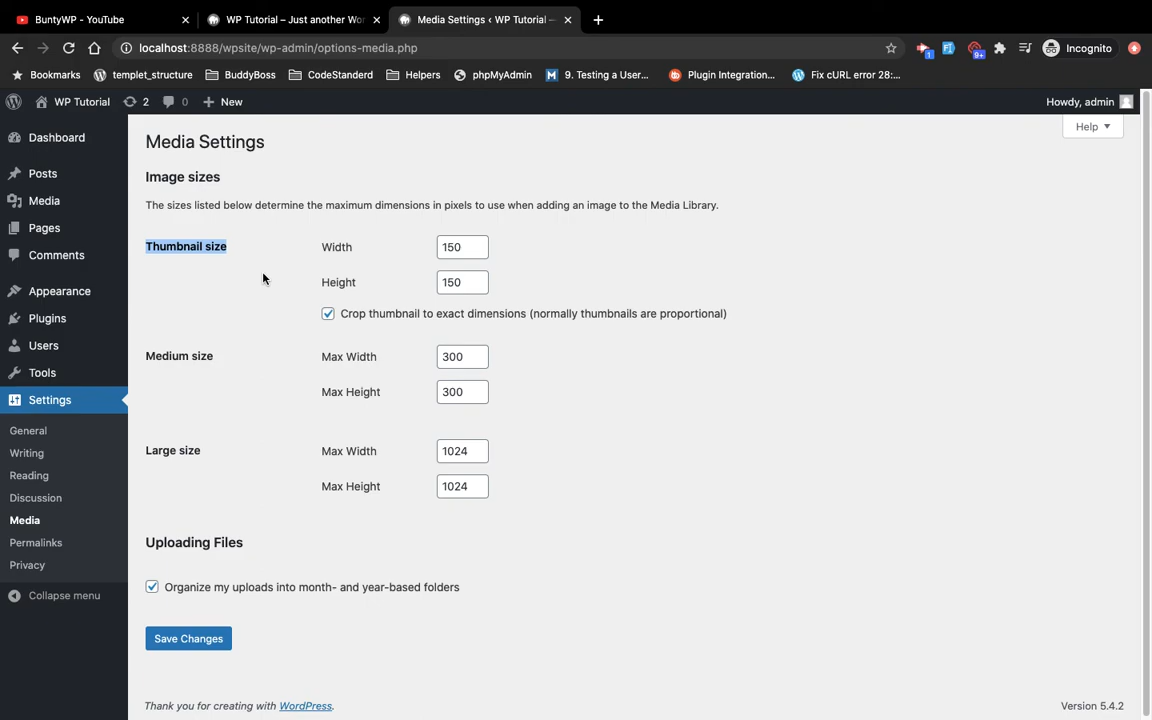 BuntyWP - YouTube
WP Tutorial – Just another Wor
Media Settings ‹ WP Tutorial —
localhost:8888/wpsite/wp-admin/options-media.php
Incognito
1
9+
Bookmarks
templet_structure
BuddyBoss
CodeStanderd
Helpers
phpMyAdmin
9. Testing a User...
Plugin Integration...
Fix cURL error 28:...
WP Tutorial
2
0
New
Howdy, admin
Help
Dashboard
Posts
Media
Pages
Comments
Appearance
Plugins
Users
Tools
Settings
General
Writing
Reading
Discussion
Media
Permalinks
Privacy
Collapse menu
Media Settings
Image sizes
The sizes listed below determine the maximum dimensions in pixels to use when adding an image to the Media Library.
Thumbnail size Width 150
Height 150
Crop thumbnail to exact dimensions (normally thumbnails are proportional)
Medium size Max Width 300
Max Height 300
Large size Max Width 1024
Max Height 1024
Uploading Files
Organize my uploads into month- and year-based folders
Save Changes
Thank you for creating with WordPress.
Version 5.4.2